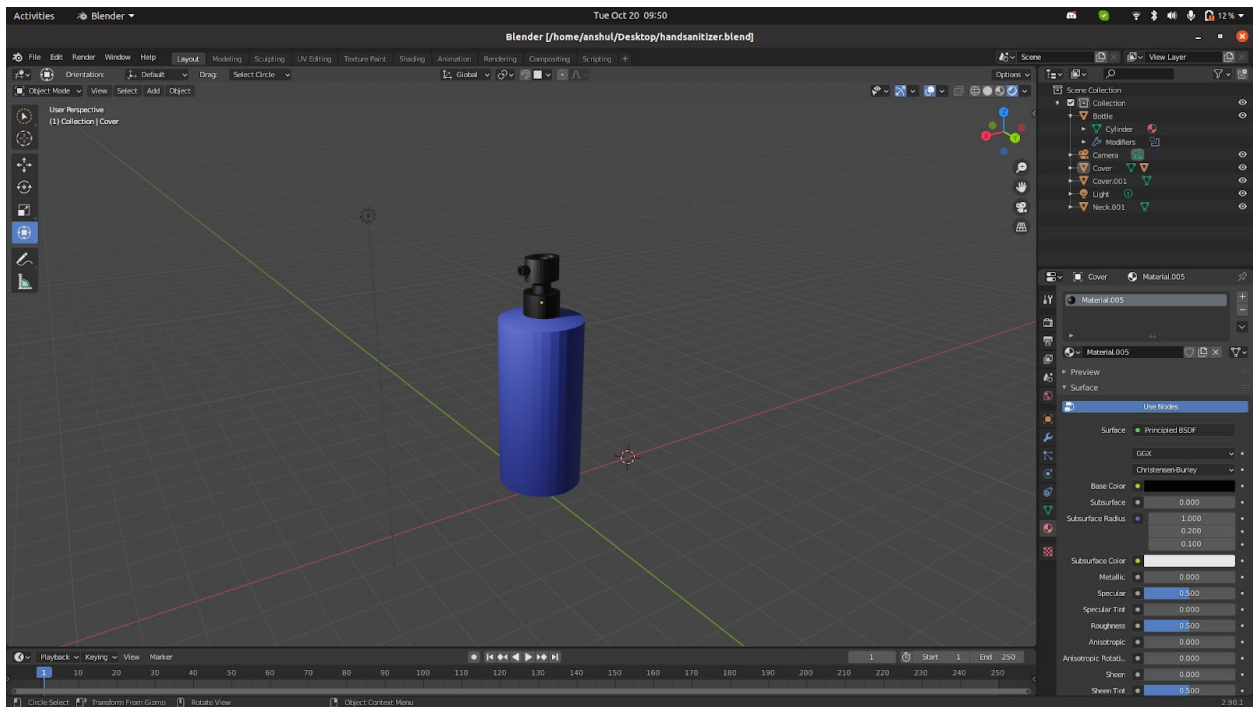 Activities Blender Tue Oct 20 09:50 12 %
Blender [/home/anshul/Desktop/handsanitizer.blend]
File Edit Render Window Help Layout Modeling Sculpting UV Editing Texture Paint Shading Animation Rendering Compositing Scripting + Scene View Layer
Orientation: Default Drag: Select Circle Global Options
Object Mode View Select Add Object
User Perspective
(1) Collection | Cover
Z
Y
Scene Collection
Collection
Bottle
Cylinder
Modifiers
Camera
Cover
Cover.001
Light
Neck.001
Cover Material.005
Material.005
Material.005
Preview
Surface
Use Nodes
Surface Principled BSDF
GGX
Christensen-Burley
Base Color
Subsurface 0.000
Subsurface Radius 1.000
0.200
0.100
Subsurface Color
Metallic 0.000
Specular 0.500
Specular Tint 0.000
Roughness 0.500
Anisotropic 0.000
Anisotropic Rotati... 0.000
Sheen 0.000
Sheen Tint 0.500
Playback Keying View Marker 1 Start 1 End 250
1 10 20 30 40 50 60 70 80 90 100 110 120 130 140 150 160 170 180 190 200 210 220 230 240 250
Circle Select Transform From Gizmo Rotate View Object Context Menu 2.90.1